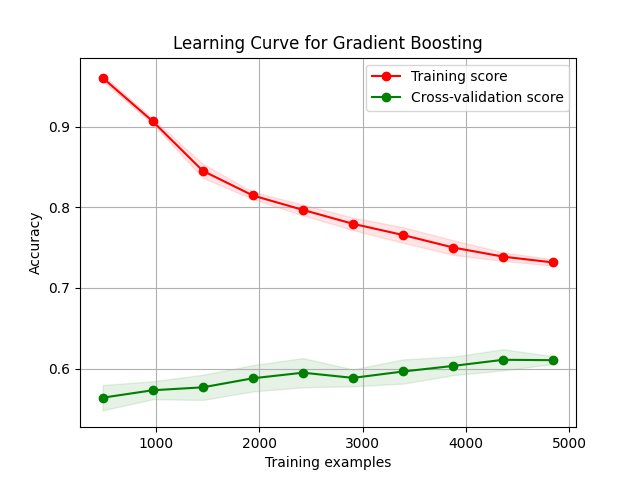 Learning Curve for Gradient Boosting
Training score
Cross-validation score
0.9
0.8
0.7
0.6
Accuracy
1000 2000 3000 4000 5000
Training examples